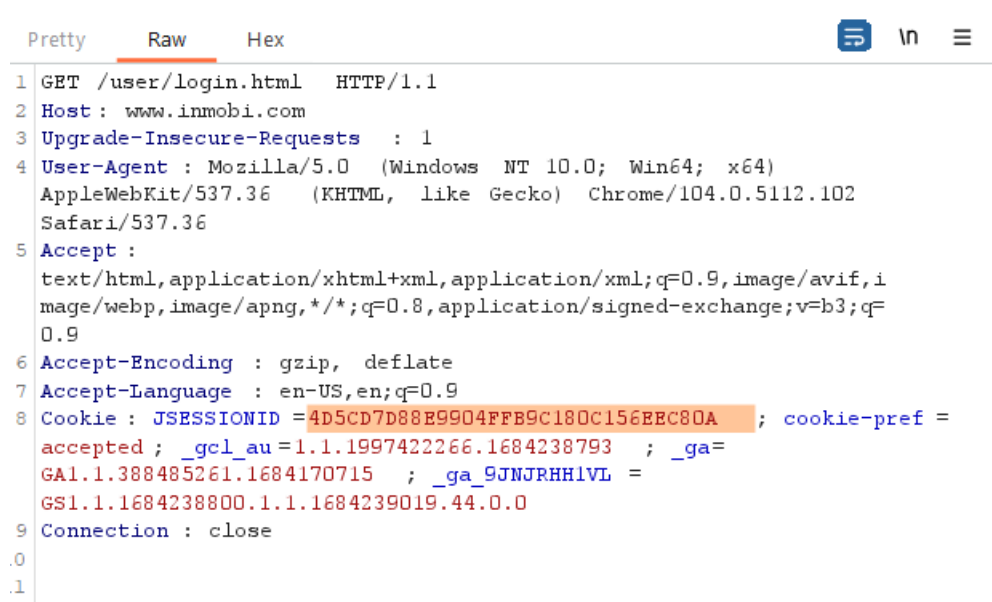 Pretty Raw Hex \n
1 GET /user/login.html HTTP/1.1
2 Host : www.inmobi.com
3 Upgrade-Insecure-Requests : 1
4 User-Agent : Mozilla/5.0 (Windows NT 10.0; Win64; x64)
AppleWebKit/537.36 (KHTML, like Gecko) Chrome/104.0.5112.102
Safari/537.36
5 Accept :
text/html,application/xhtml+xml,application/xml;q=0.9,image/avif,i
mage/webp,image/apng,*/*;q=0.8,application/signed-exchange;v=b3;q=
0.9
6 Accept-Encoding : gzip, deflate
7 Accept-Language : en-US,en;q=0.9
8 Cookie : JSESSIONID =4D5CD7D88E9904FFB9C180C156EEC80A ; cookie-pref =
accepted ; _gcl_au =1.1.1997422266.1684238793 ; _ga=
GA1.1.388485261.1684170715 ; _ga_9JNJRHH1VL =
GS1.1.1684238800.1.1.1684239019.44.0.0
9 Connection : close
.0
.1